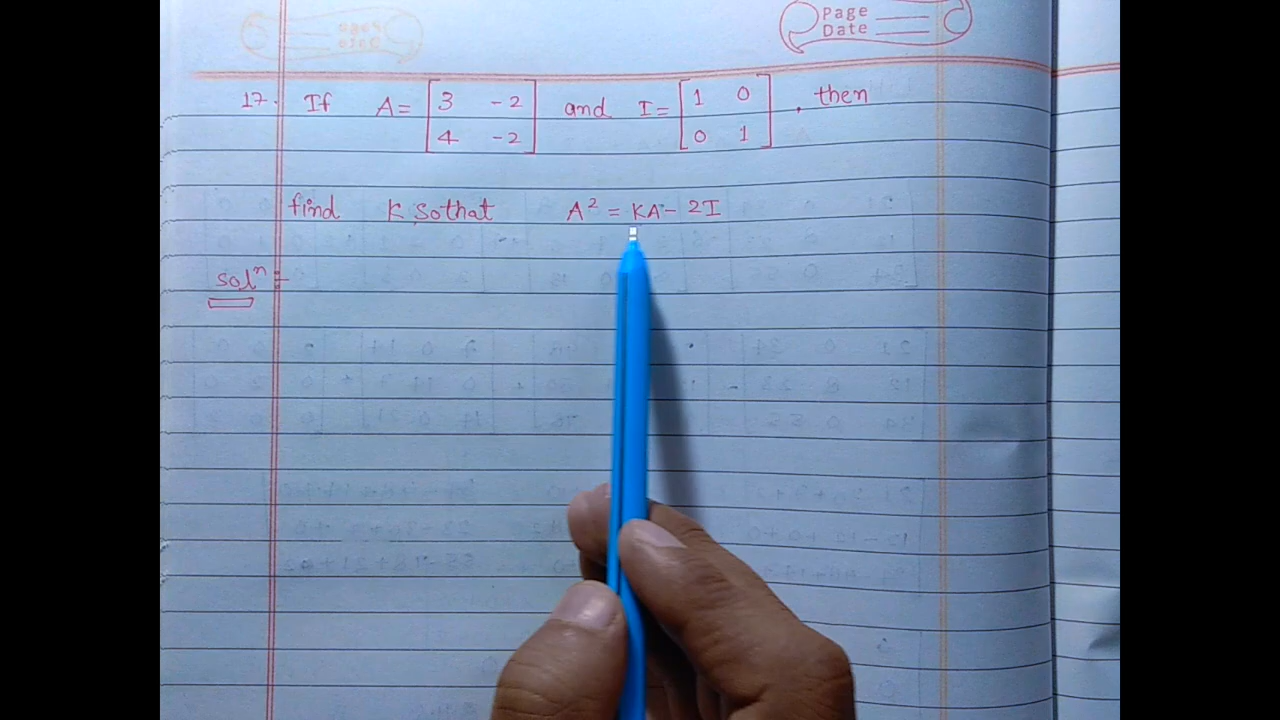 Page
Date
17. If A = [3 -2 and I = [1 0 , then
4 -2] 0 1]
find K so that A² = KA - 2I
Solⁿ =